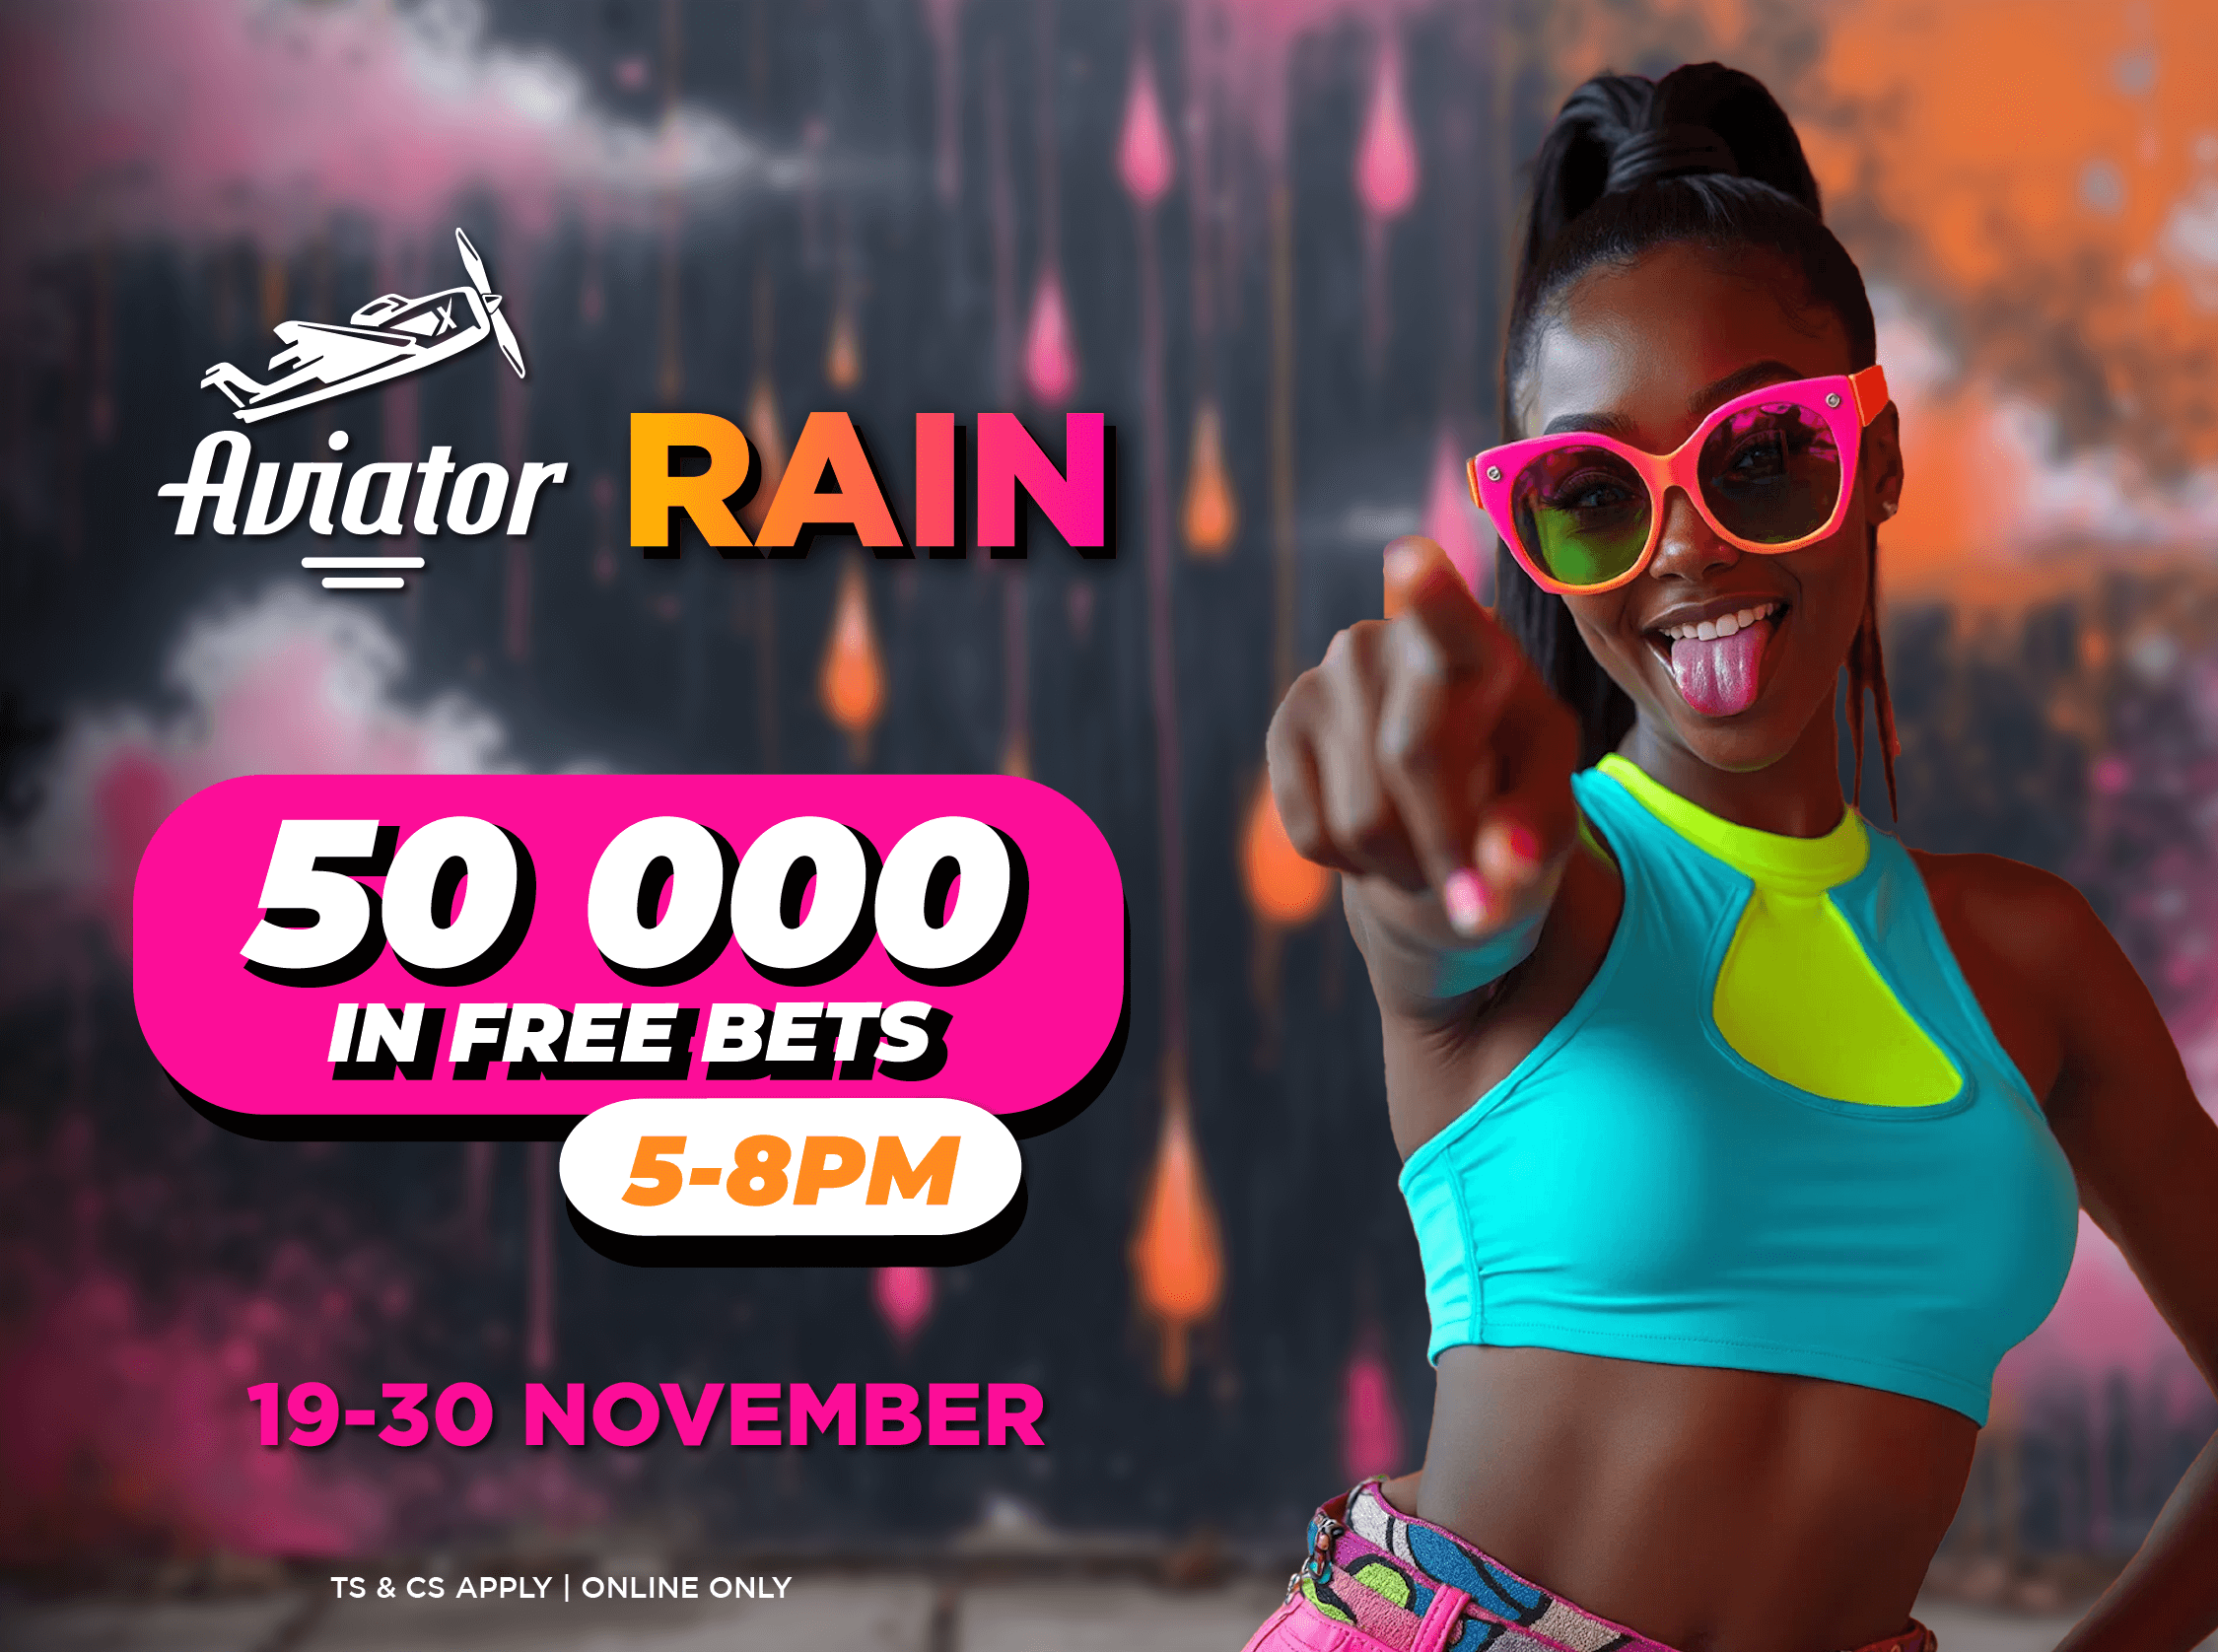 Aviator RAIN
50 000
IN FREE BETS
5-8PM
19-30 NOVEMBER
TS & CS APPLY | ONLINE ONLY